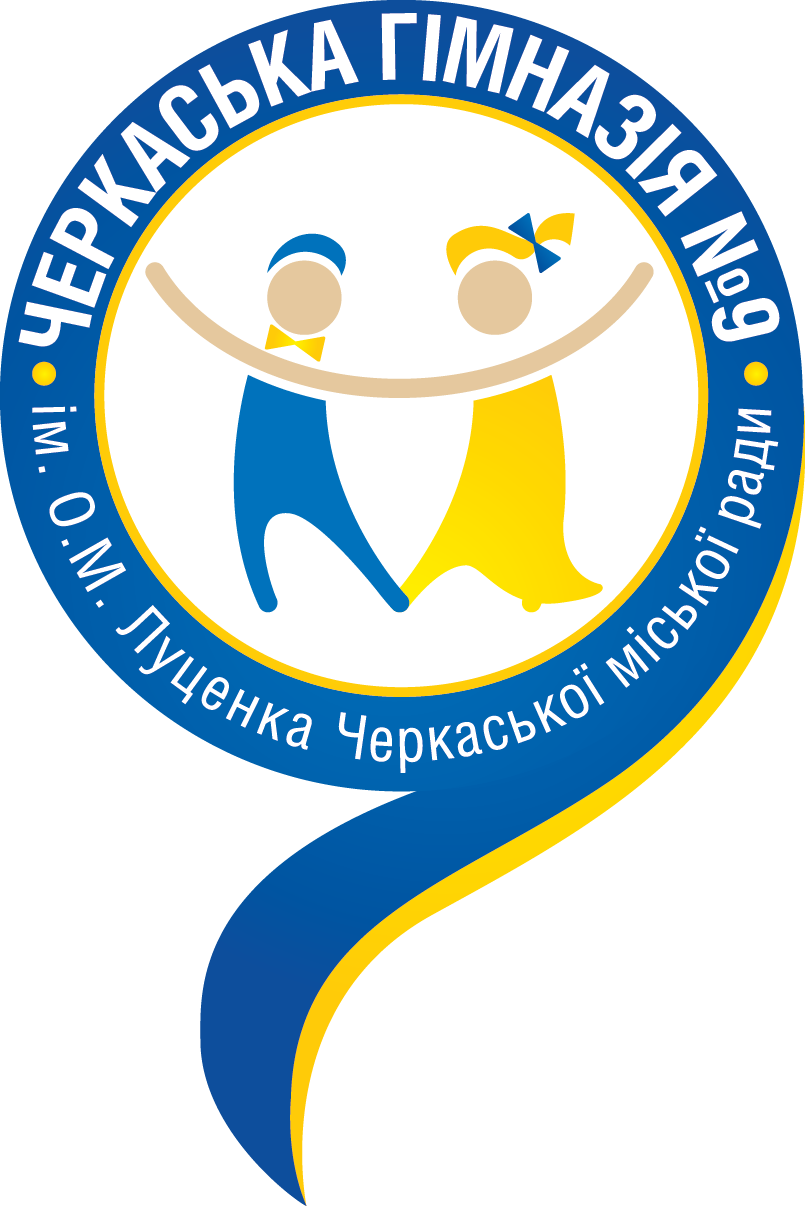 ЧЕРКАСЬКА ГІМНАЗІЯ №9
ім. О.М. Луценка Черкаської міської ради